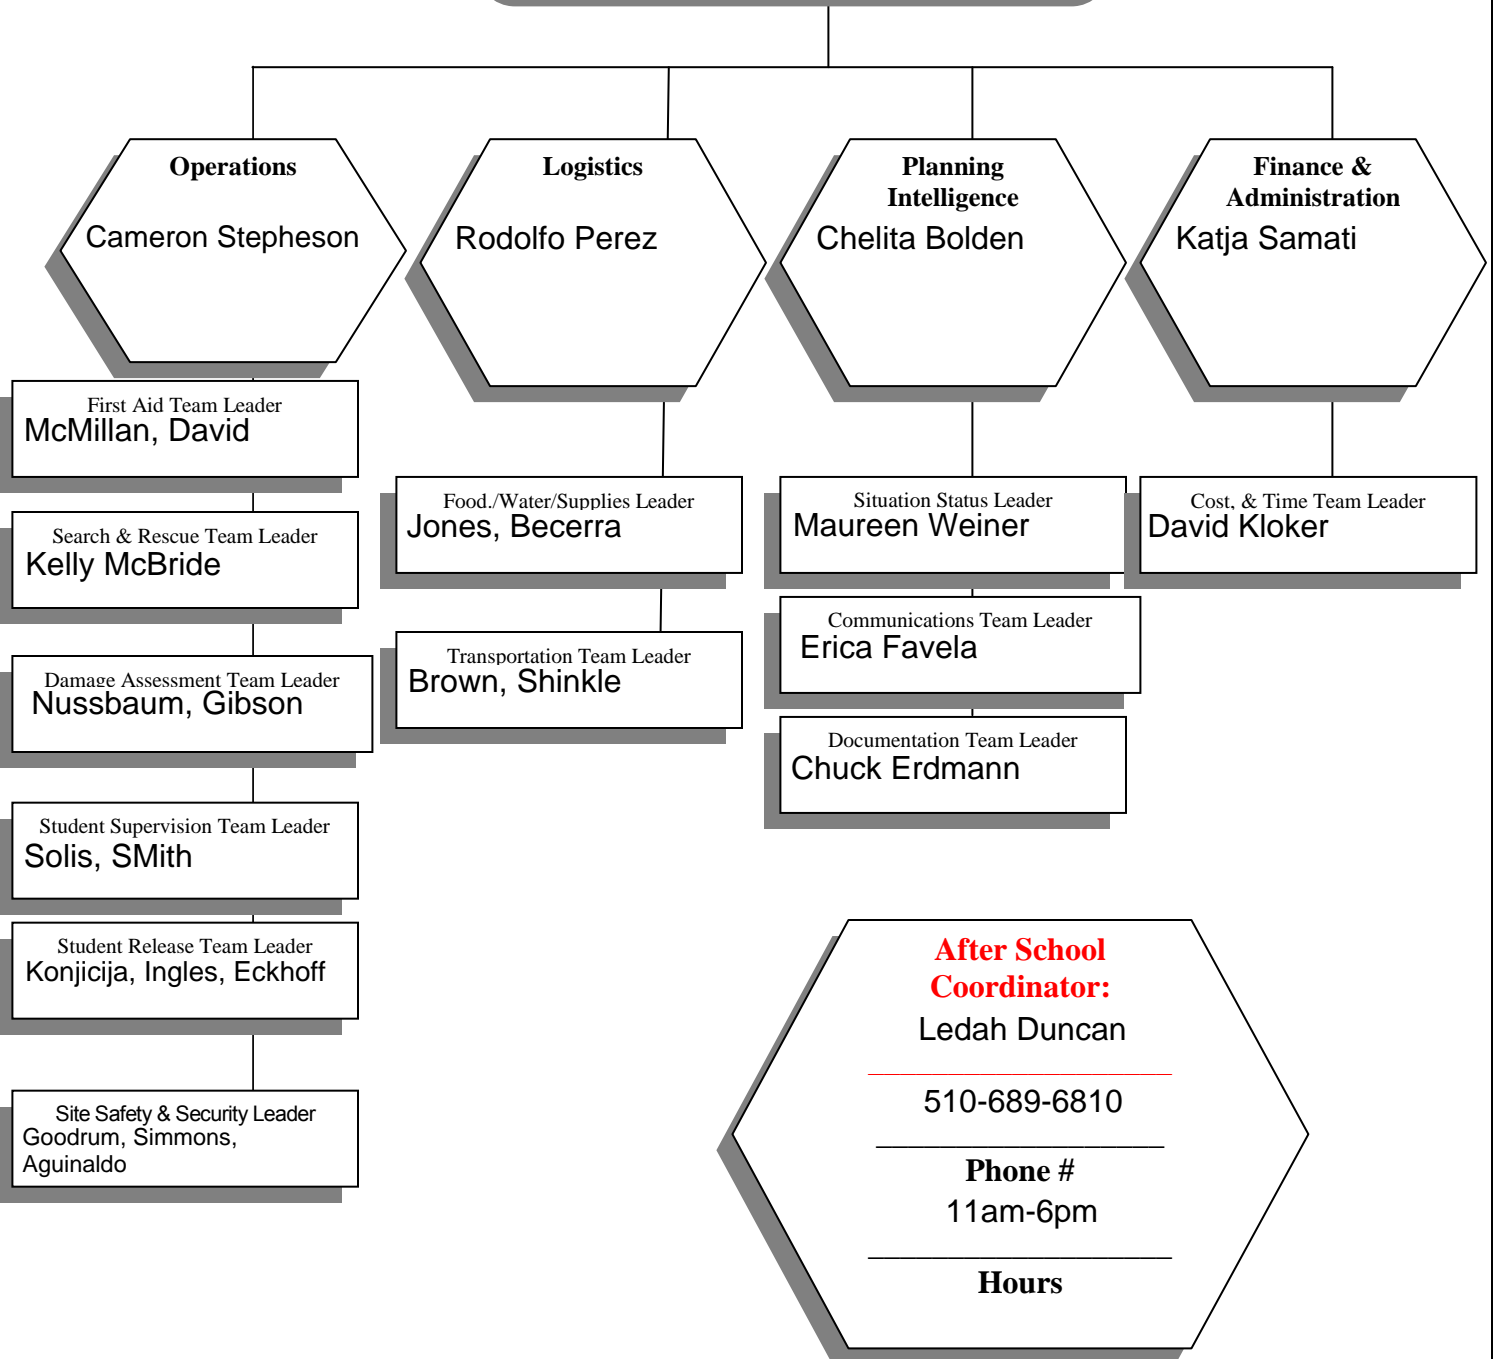 Operations
Cameron Stepheson
Logistics
Rodolfo Perez
Planning
Intelligence
Chelita Bolden
Finance &
Administration
Katja Samati
First Aid Team Leader
McMillan, David
Search & Rescue Team Leader
Kelly McBride
Damage Assessment Team Leader
Nussbaum, Gibson
Student Supervision Team Leader
Solis, SMith
Student Release Team Leader
Konjicija, Ingles, Eckhoff
Site Safety & Security Leader
Goodrum, Simmons,
Aguinaldo
Food./Water/Supplies Leader
Jones, Becerra
Transportation Team Leader
Brown, Shinkle
Situation Status Leader
Maureen Weiner
Communications Team Leader
Erica Favela
Documentation Team Leader
Chuck Erdmann
Cost, & Time Team Leader
David Kloker
After School
Coordinator:
Ledah Duncan
510-689-6810
Phone #
11am-6pm
Hours